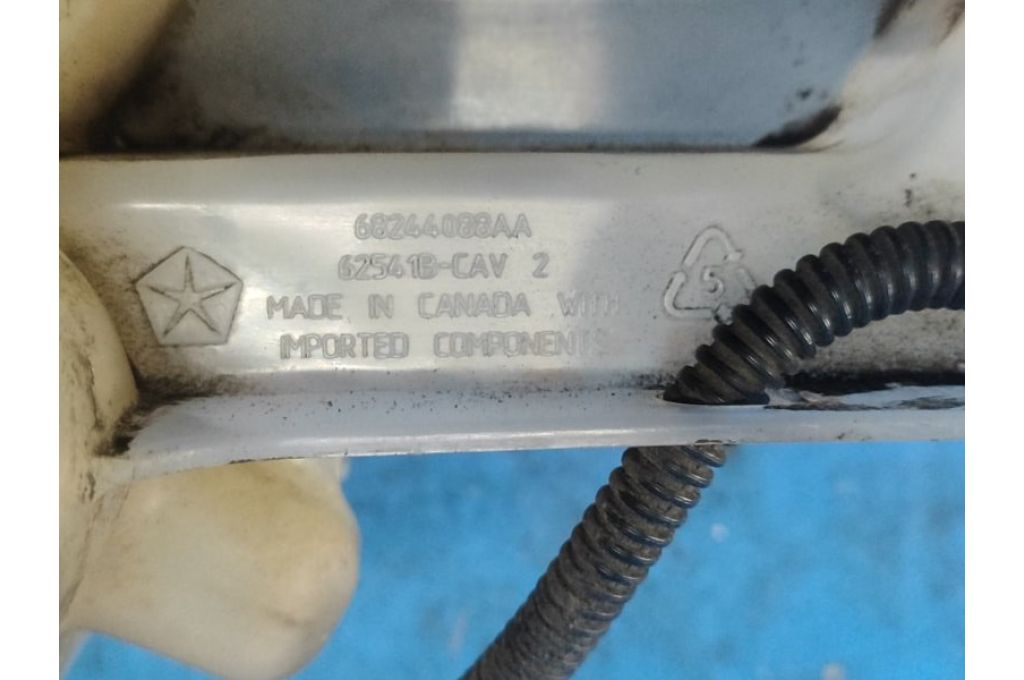 68244088AA
62541B-CAV 2
MADE IN CANADA WITH
IMPORTED COMPONENTS
5